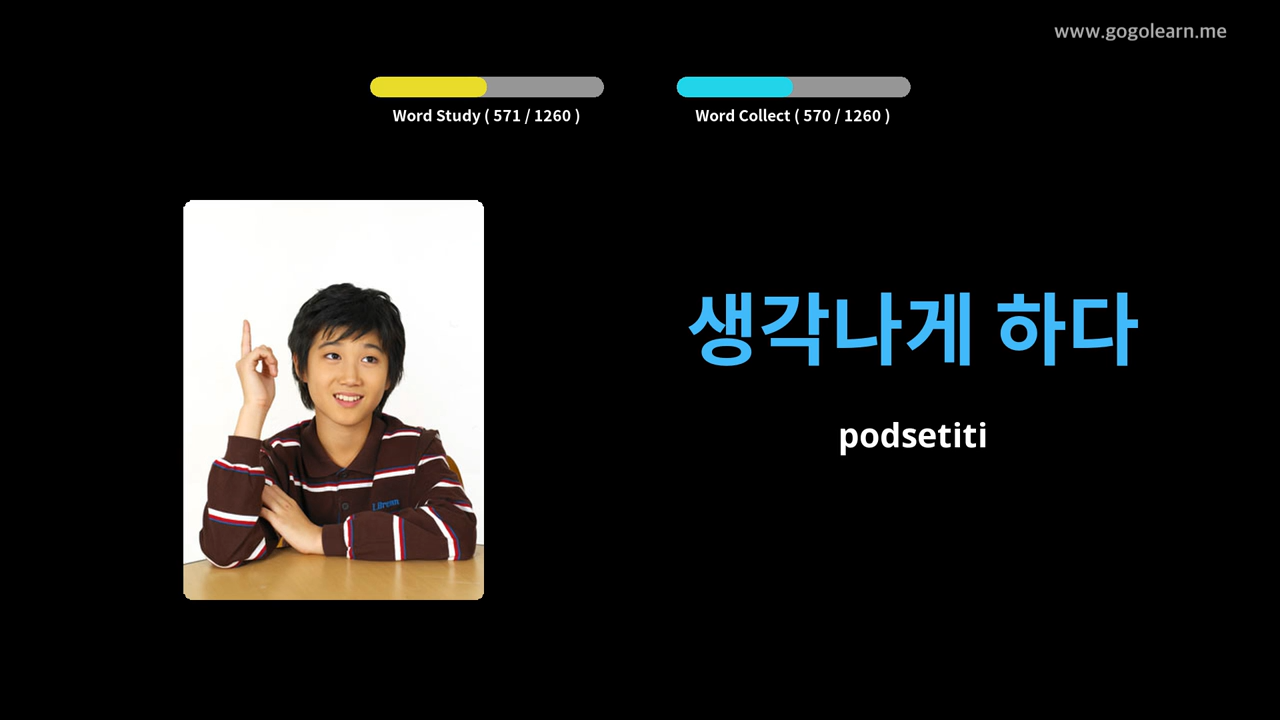 www.gogolearn.me
Word Study ( 571 / 1260 )
Word Collect ( 570 / 1260 )
생각나게 하다
podsetiti